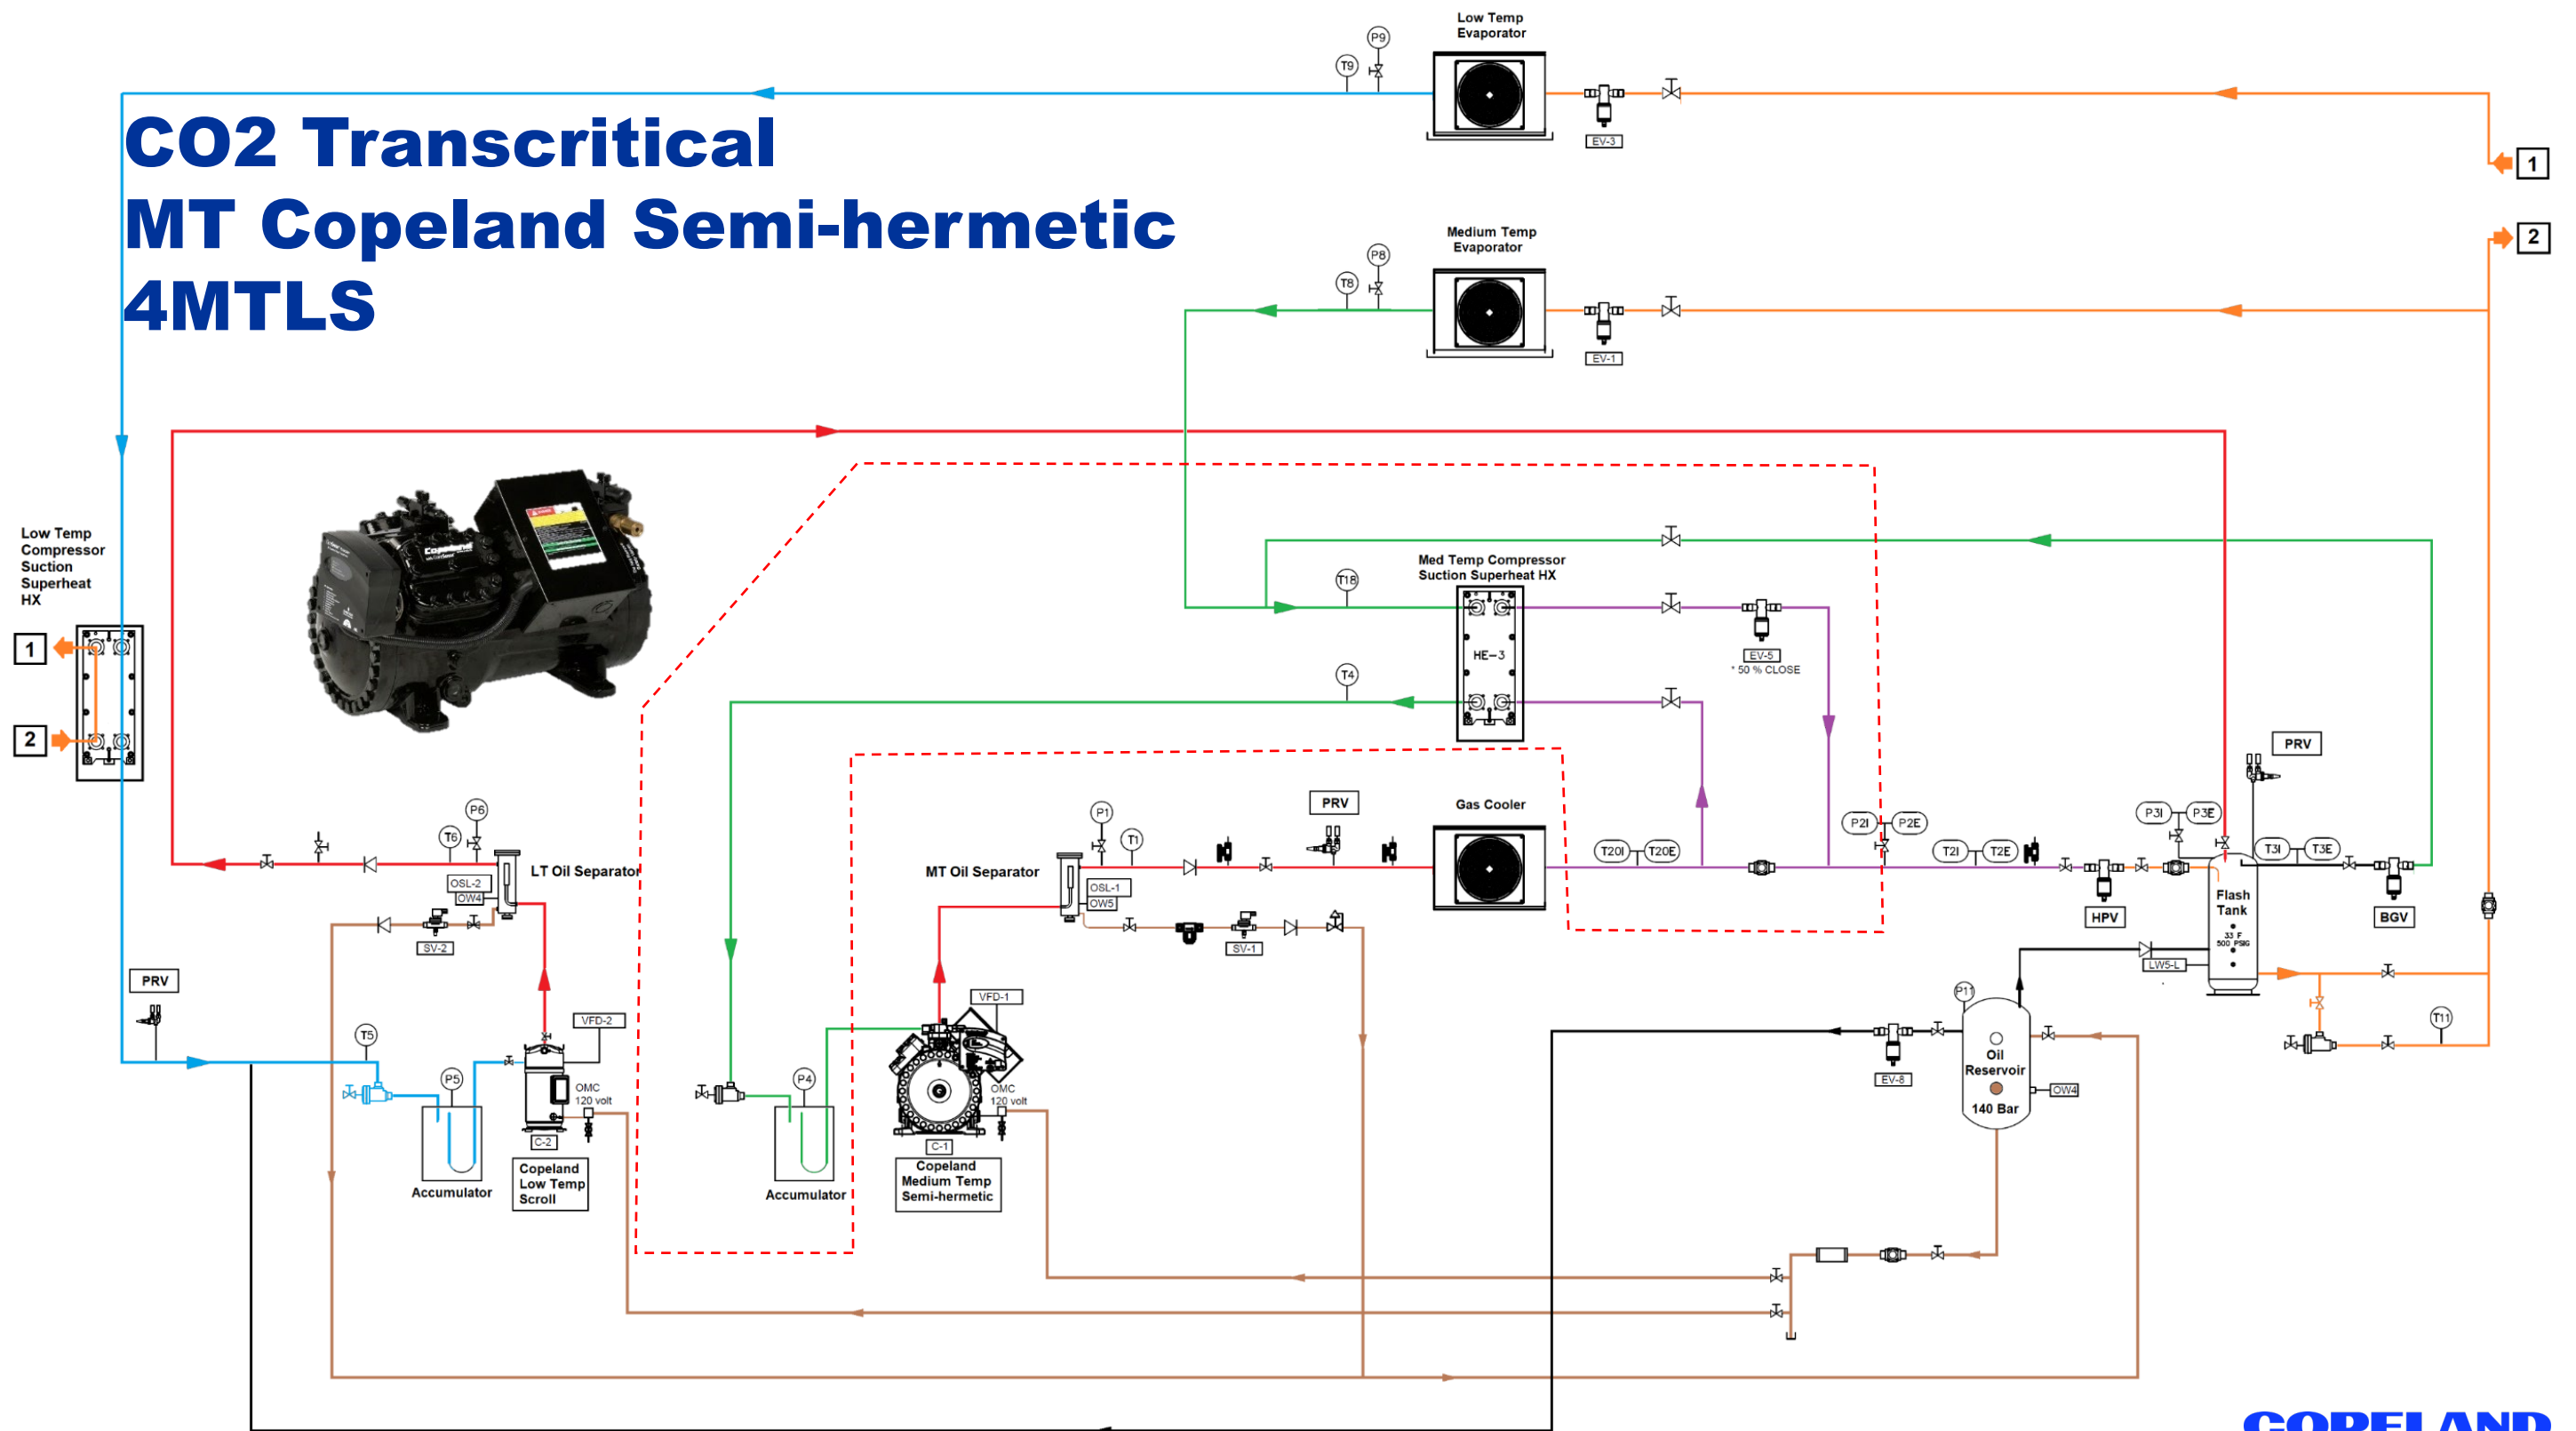 Low Temp
Evaporator
P9
T9
EV-3
CO2 Transcritical
MT Copeland Semi-hermetic
4MTLS
1
2
Medium Temp
Evaporator
P8
T8
EV-1
Low Temp
Compressor
Suction
Superheat
HX
1
2
Copeland
Med Temp Compressor
Suction Superheat HX
T18
HE-3
EV-5
* 50 % CLOSE
T4
PRV
P6
T6
LT Oil Separator
OSL-2
OW4
SV-2
MT Oil Separator
P1
T1
PRV
OSL-1
OW5
SV-1
Gas Cooler
T20I
T20E
P2I
P2E
T2I
T2E
P3I
P3E
T3I
T3E
HPV
BGV
Flash
Tank
33 F
500 PSIG
LW5-L
PRV
T5
P5
VFD-2
OMC
120 volt
C-2
Accumulator
Copeland
Low Temp
Scroll
P4
VFD-1
OMC
120 volt
C-1
Accumulator
Copeland
Medium Temp
Semi-hermetic
EV-8
P11
Oil
Reservoir
140 Bar
OW4
T11
COPELAND